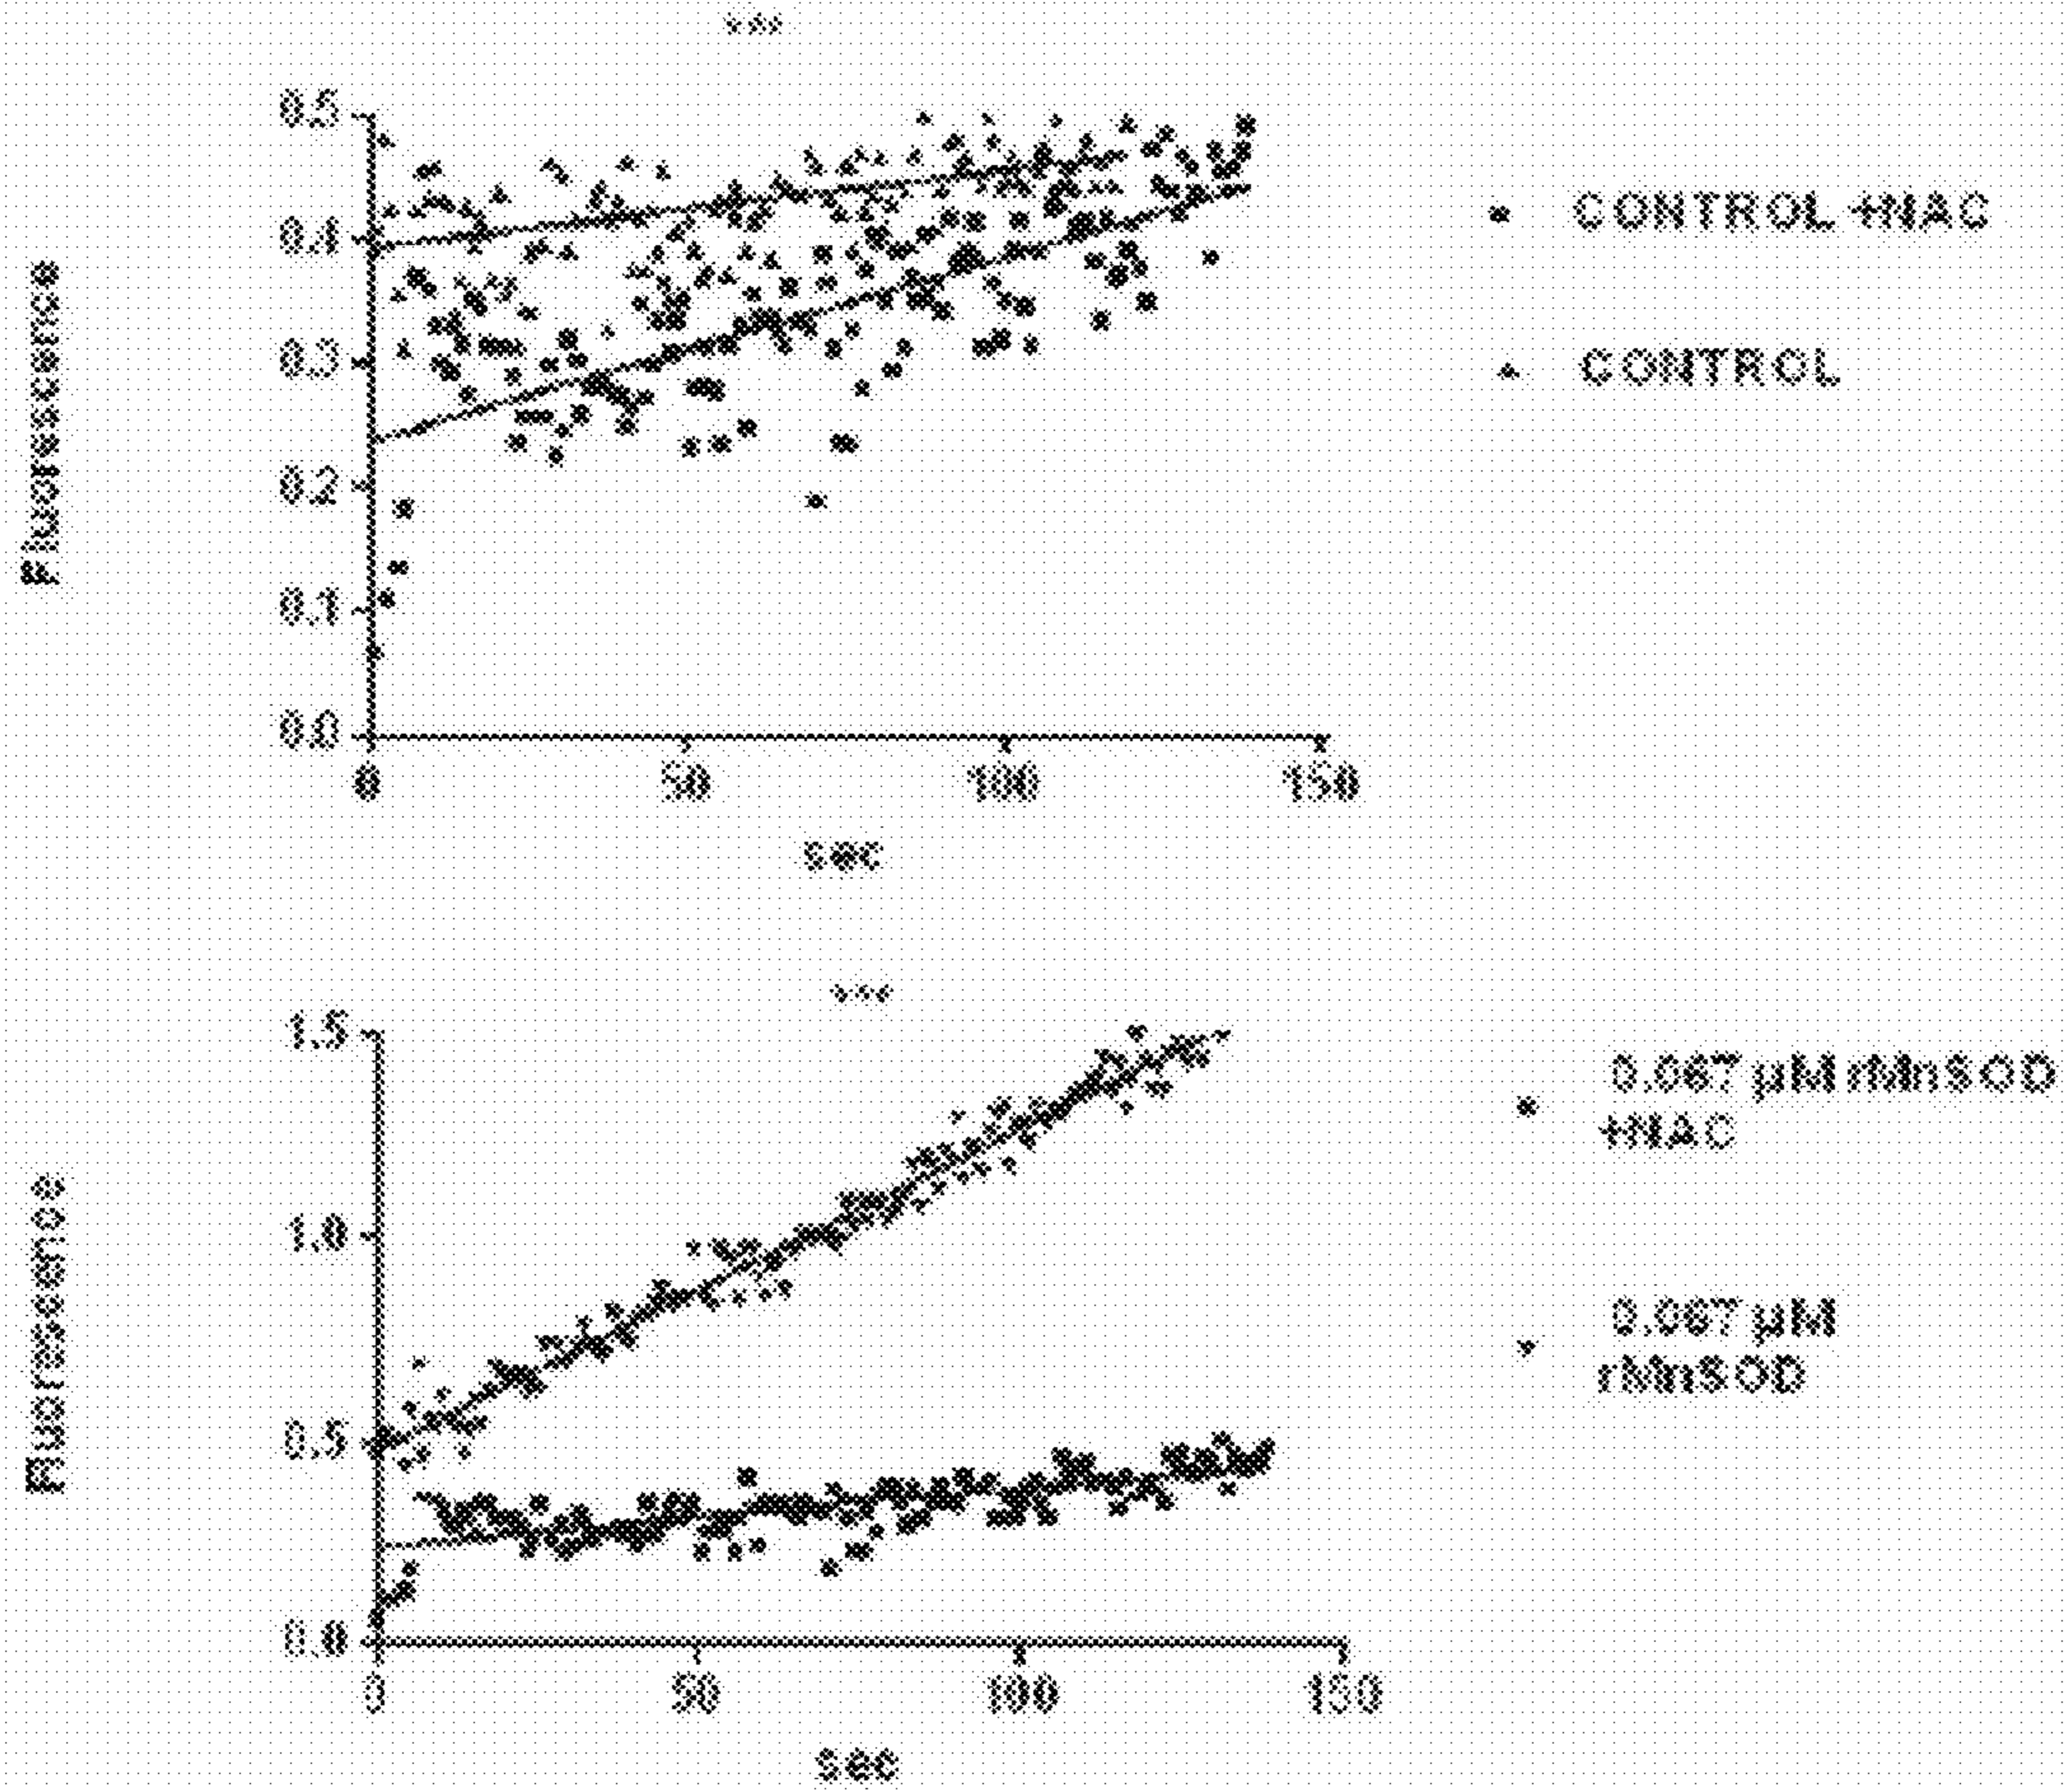 ***
0.5
0.4
0.3
0.2
0.1
0.0
Fluorescence
0 50 100 150
sec
CONTROL +NAC
CONTROL
***
1.5
1.0
0.5
0.0
Fluorescence
0 50 100 150
sec
0.067 µM rMnSOD
+NAC
0.067 µM
rMnSOD